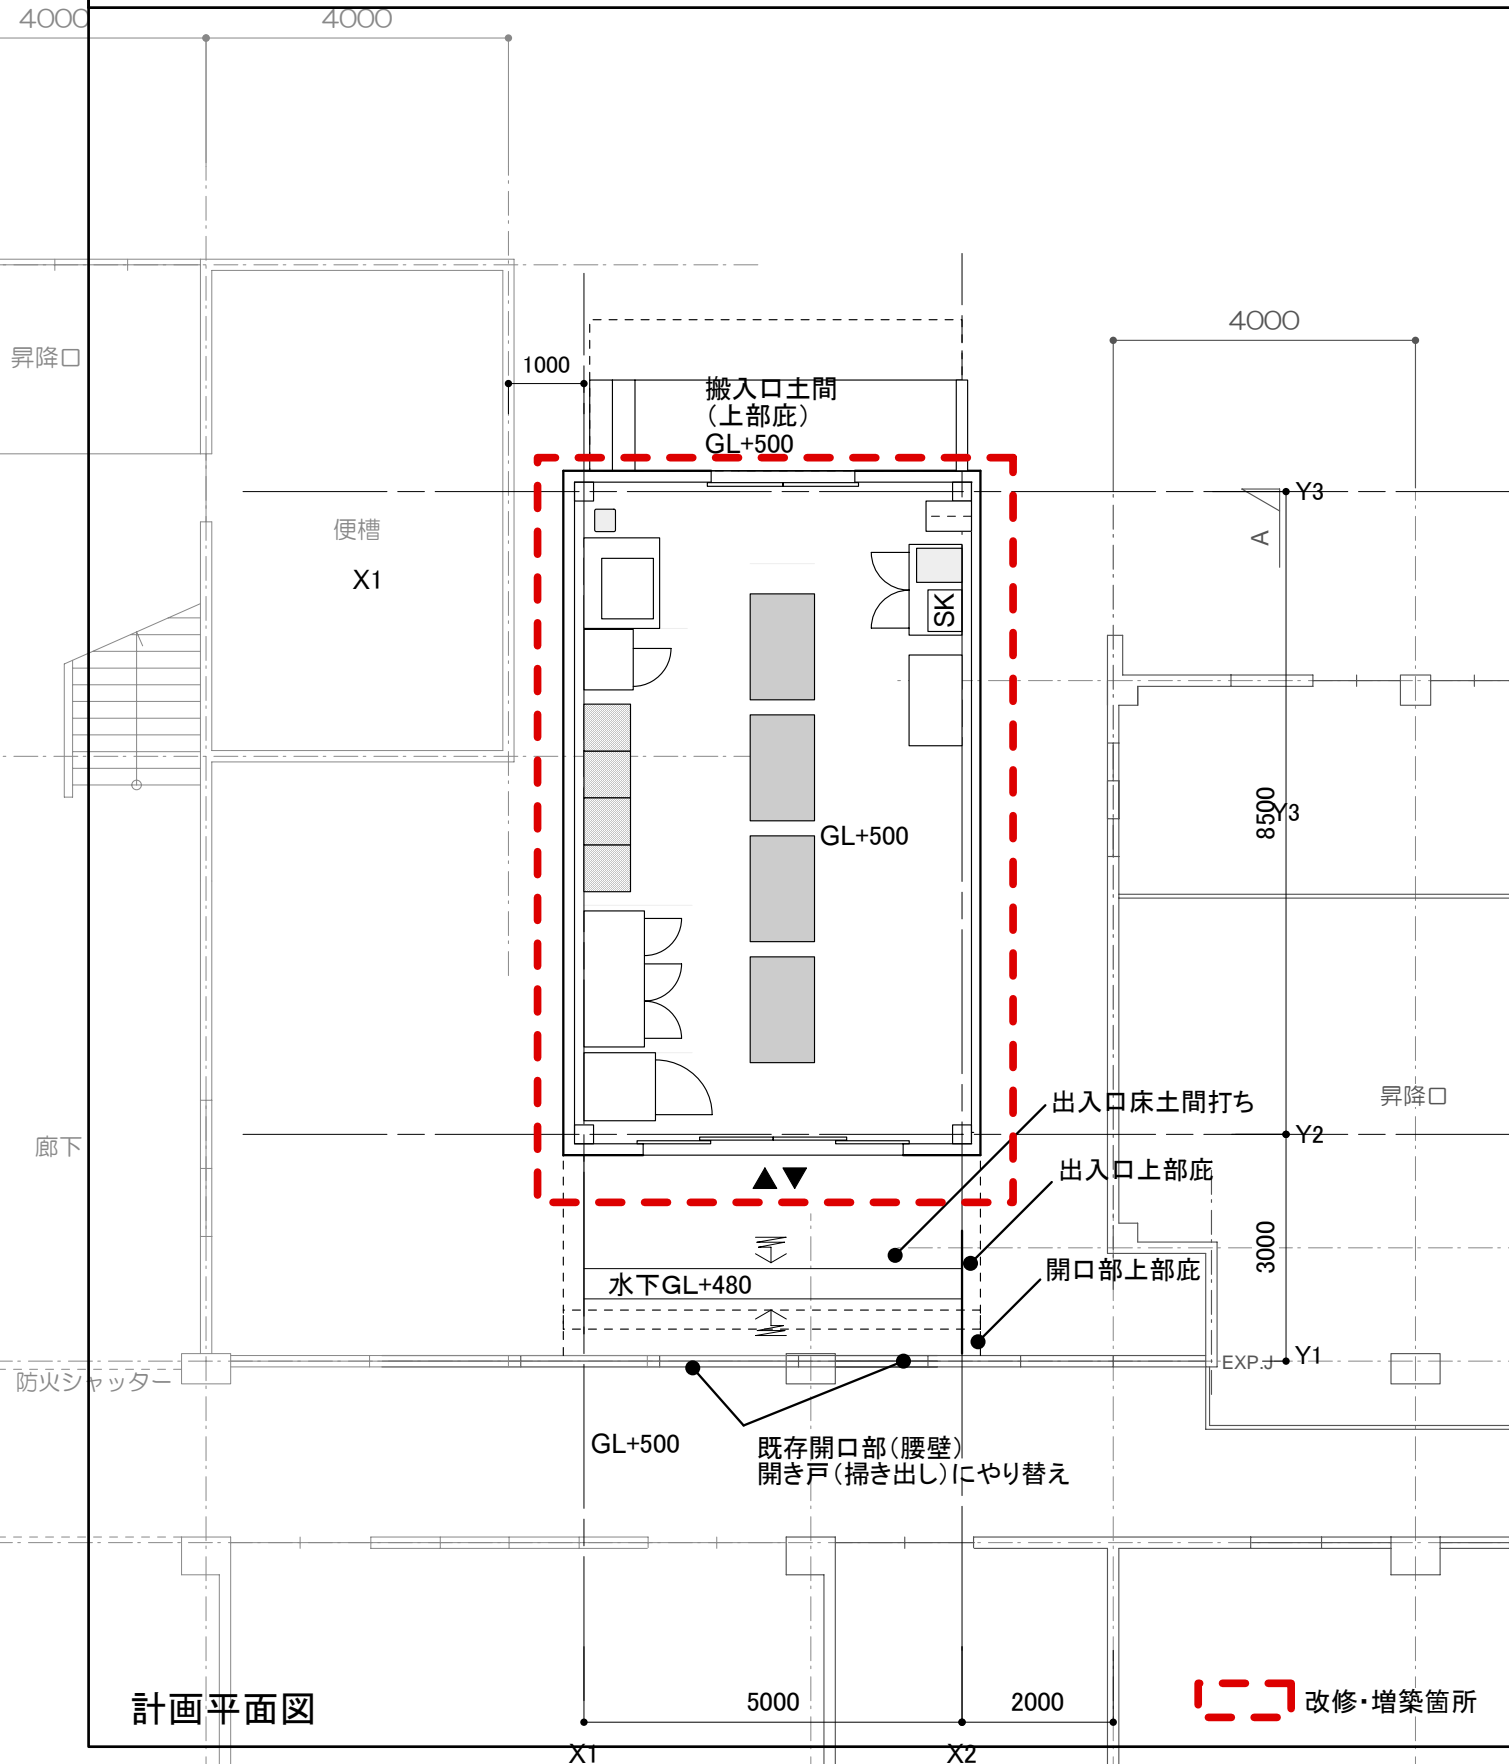 4000
4000
昇降口
1000
4000
搬入口土間
（上部庇）
GL+500
Y3
便槽
A
X1
SK
8500
Y3
GL+500
出入口床土間打ち
昇降口
廊下
Y2
出入口上部庇
3000
開口部上部庇
水下GL+480
防火シャッター
EXP.J
Y1
GL+500
既存開口部（腰壁）
開き戸（掃き出し）にやり替え
計画平面図
5000
2000
改修・増築箇所
X1
X2